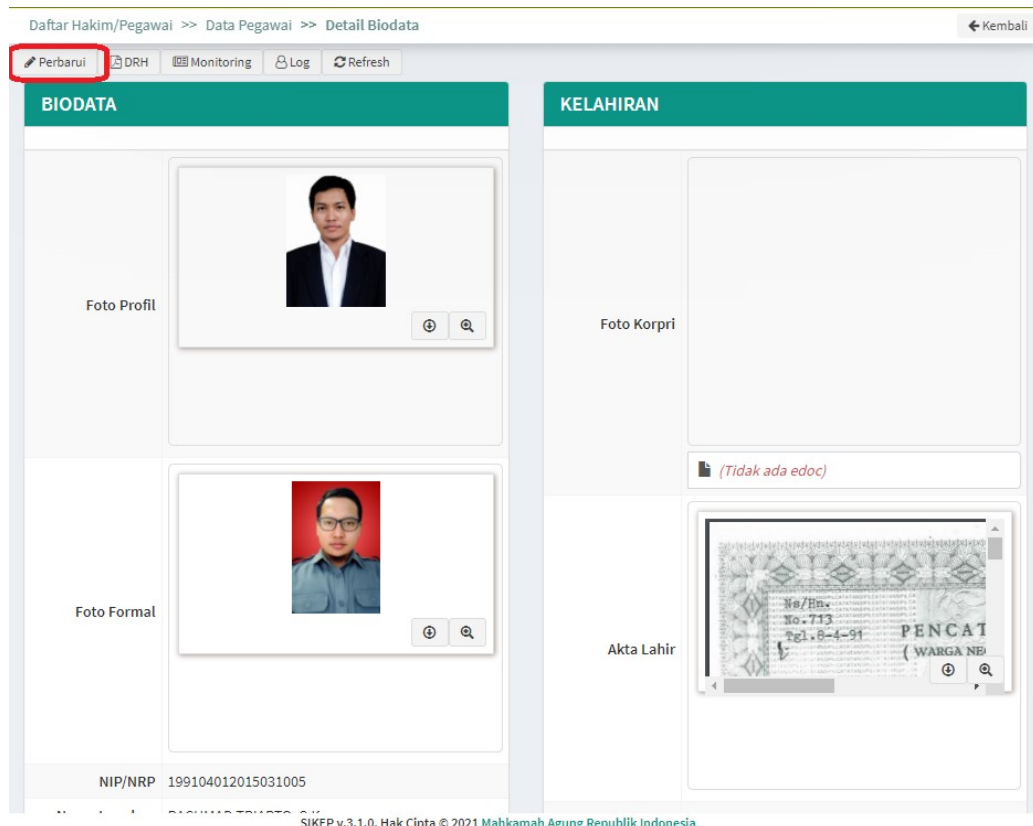 Daftar Hakim/Pegawai >> Data Pegawai >> Detail Biodata
Kembali
Perbarui DRH Monitoring Log Refresh
BIODATA
Foto Profil
Foto Formal
NIP/NRP 199104012015031005
KELAHIRAN
Foto Korpri
(Tidak ada edoc)
Akta Lahir
Ns/Hn.
No.713
Tgl.8-4-91
PENCAT
( WARGA NE
SIKEP v.3.1.0. Hak Cipta © 2021 Mahkamah Agung Republik Indonesia